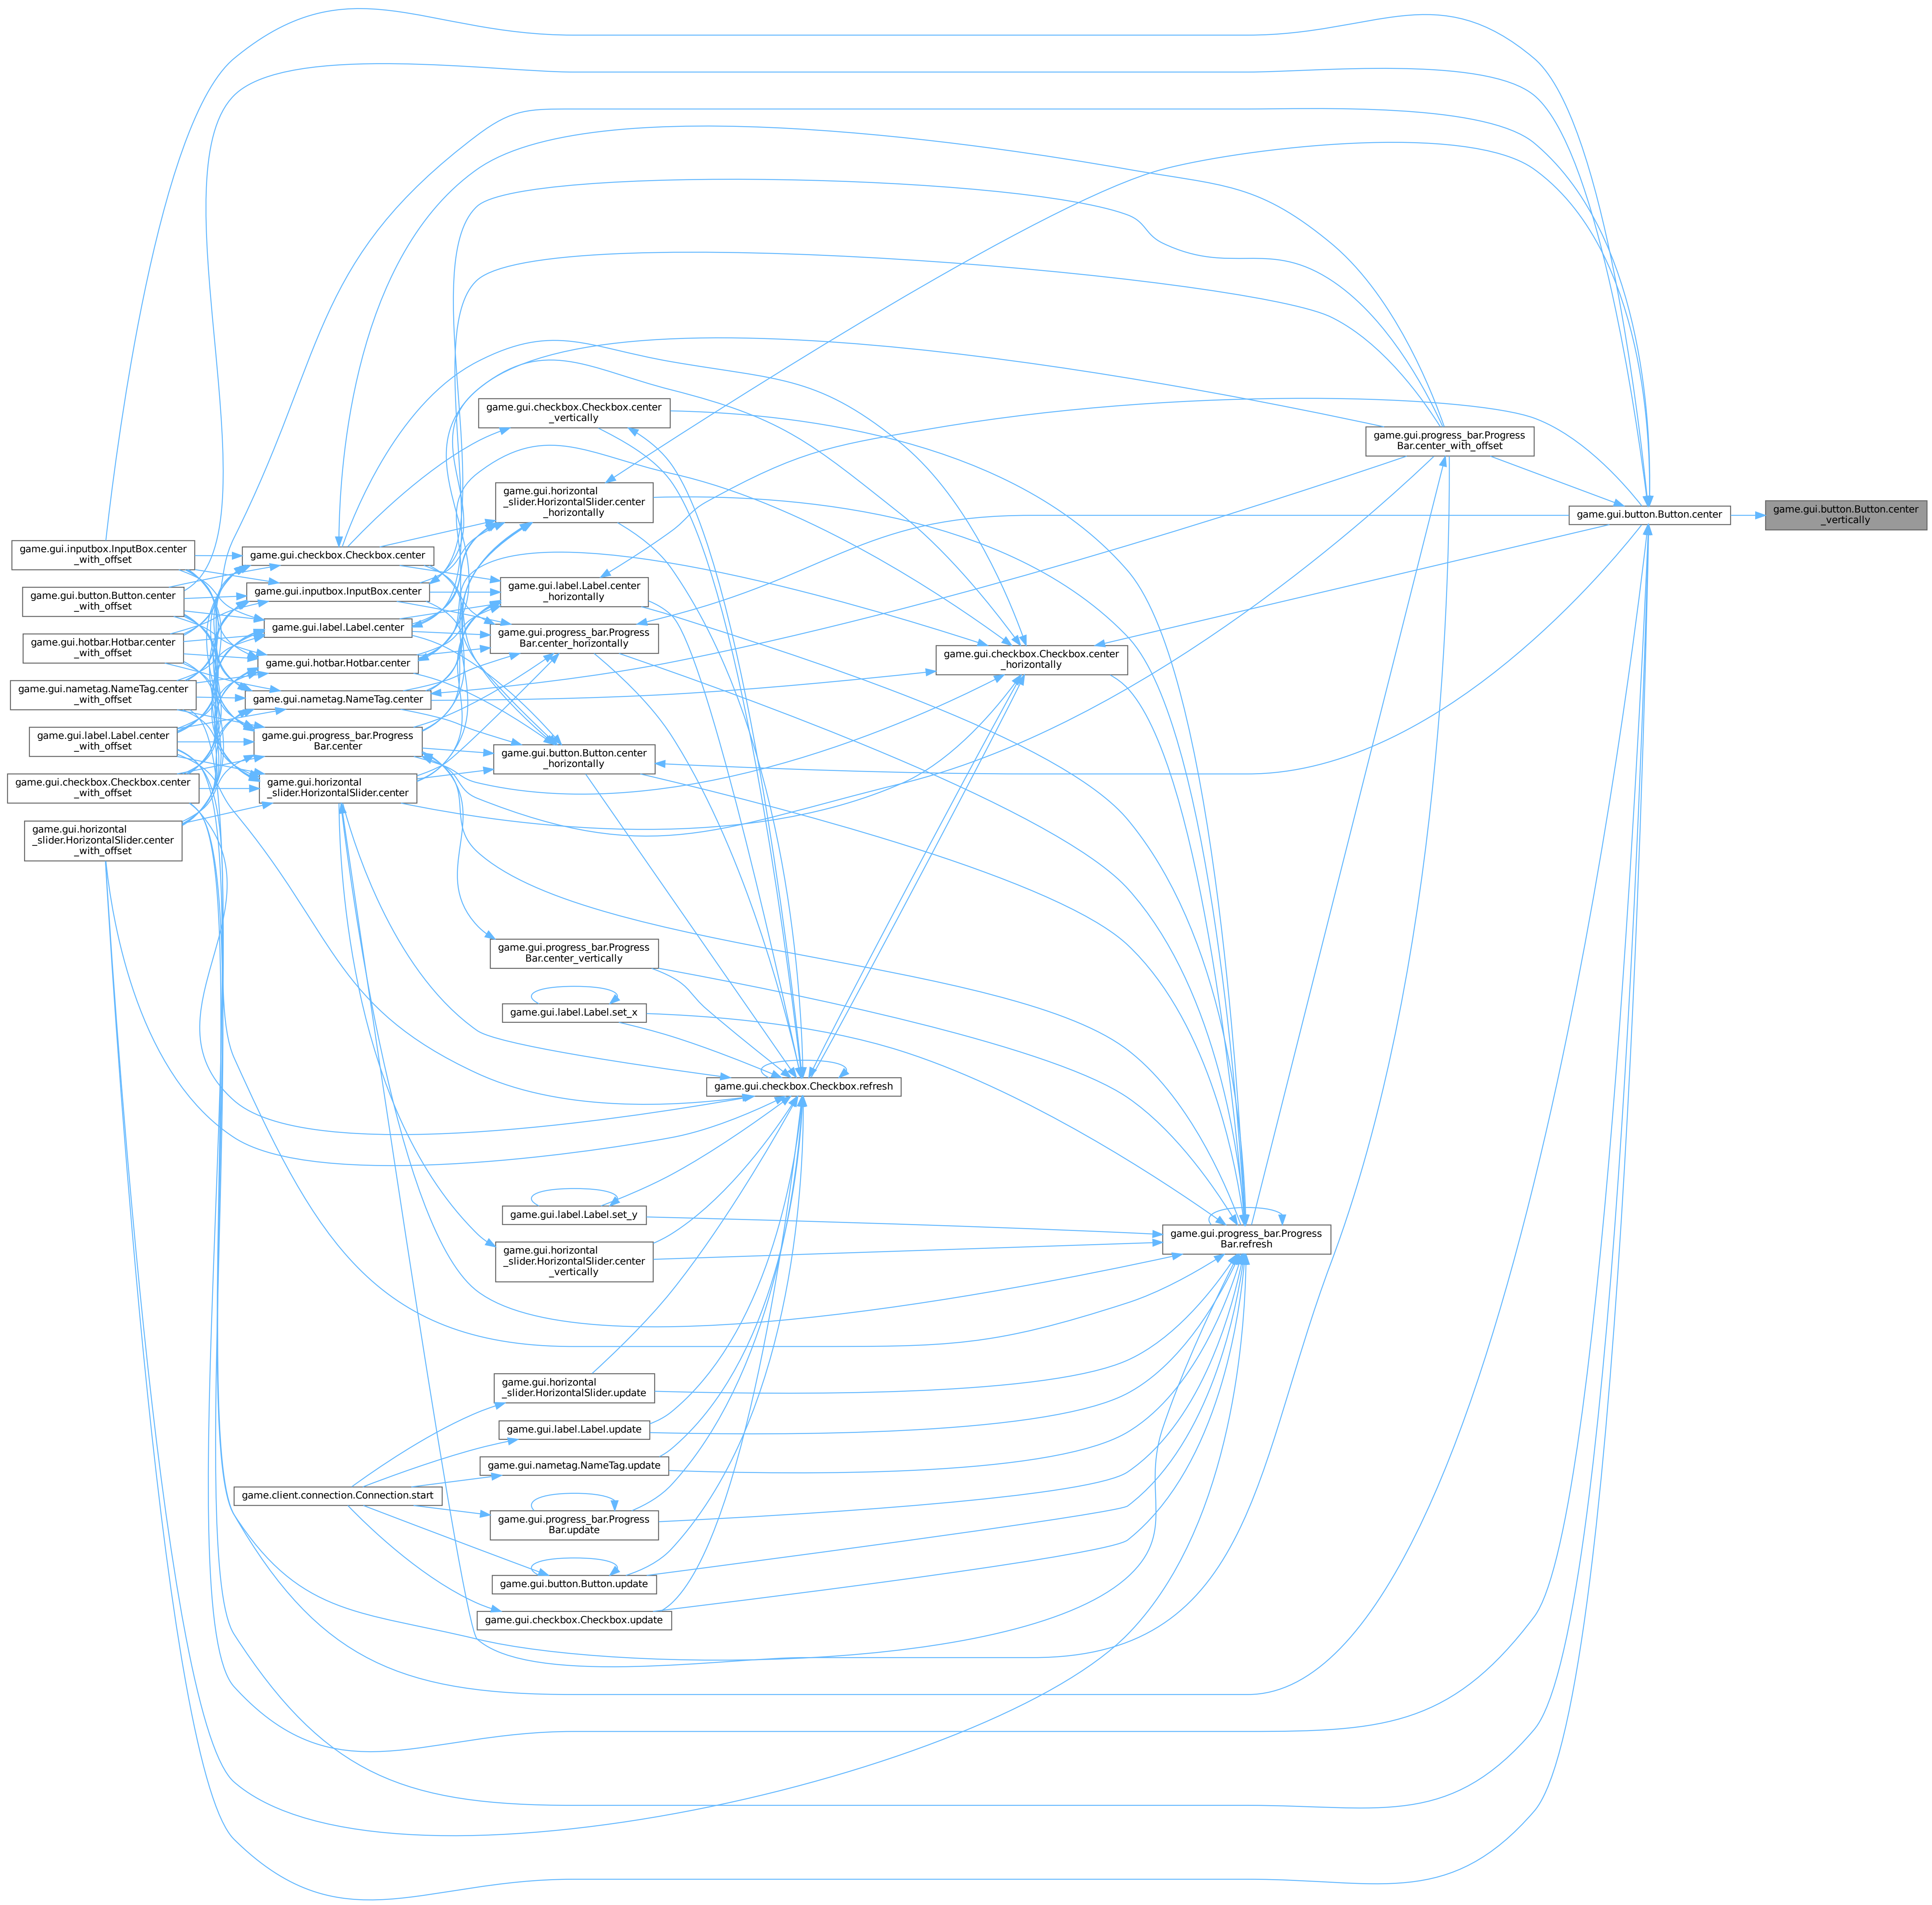 game.gui.inputbox.InputBox.center
_with_offset
game.gui.button.Button.center
_with_offset
game.gui.hotbar.Hotbar.center
_with_offset
game.gui.nametag.NameTag.center
_with_offset
game.gui.label.Label.center
_with_offset
game.gui.checkbox.Checkbox.center
_with_offset
game.gui.horizontal
_slider.HorizontalSlider.center
_with_offset
game.gui.checkbox.Checkbox.center
game.gui.inputbox.InputBox.center
game.gui.label.Label.center
game.gui.hotbar.Hotbar.center
game.gui.nametag.NameTag.center
game.gui.progress_bar.Progress
Bar.center
game.gui.horizontal
_slider.HorizontalSlider.center
game.client.connection.Connection.start
game.gui.checkbox.Checkbox.center
_vertically
game.gui.horizontal
_slider.HorizontalSlider.center
_horizontally
game.gui.label.Label.center
_horizontally
game.gui.progress_bar.Progress
Bar.center_horizontally
game.gui.button.Button.center
_horizontally
game.gui.progress_bar.Progress
Bar.center_vertically
game.gui.label.Label.set_x
game.gui.label.Label.set_y
game.gui.horizontal
_slider.HorizontalSlider.center
_vertically
game.gui.horizontal
_slider.HorizontalSlider.update
game.gui.label.Label.update
game.gui.nametag.NameTag.update
game.gui.progress_bar.Progress
Bar.update
game.gui.button.Button.update
game.gui.checkbox.Checkbox.update
game.gui.checkbox.Checkbox.refresh
game.gui.checkbox.Checkbox.center
_horizontally
game.gui.progress_bar.Progress
Bar.refresh
game.gui.progress_bar.Progress
Bar.center_with_offset
game.gui.button.Button.center
game.gui.button.Button.center
_vertically